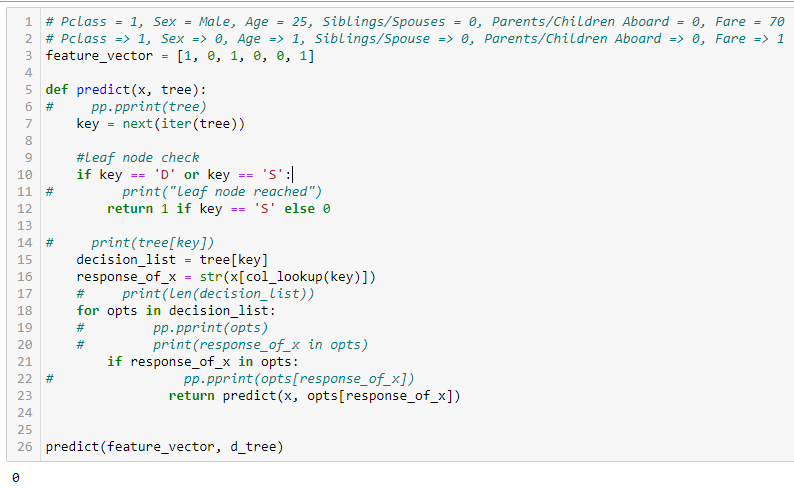 1 # Pclass = 1, Sex = Male, Age = 25, Siblings/Spouses = 0, Parents/Children Aboard = 0, Fare = 70
2 # Pclass => 1, Sex => 0, Age => 1, Siblings/Spouse => 0, Parents/Children Aboard => 0, Fare => 1
3 feature_vector = [1, 0, 1, 0, 0, 1]
4
5 def predict(x, tree):
6 #     pp.pprint(tree)
7     key = next(iter(tree))
8
9     #leaf node check
10     if key == 'D' or key == 'S':
11 #         print("leaf node reached")
12         return 1 if key == 'S' else 0
13
14 #     print(tree[key])
15     decision_list = tree[key]
16     response_of_x = str(x[col_lookup(key)])
17     #     print(len(decision_list))
18     for opts in decision_list:
19     #         pp.pprint(opts)
20     #         print(response_of_x in opts)
21         if response_of_x in opts:
22 #                 pp.pprint(opts[response_of_x])
23                 return predict(x, opts[response_of_x])
24
25
26 predict(feature_vector, d_tree)
0